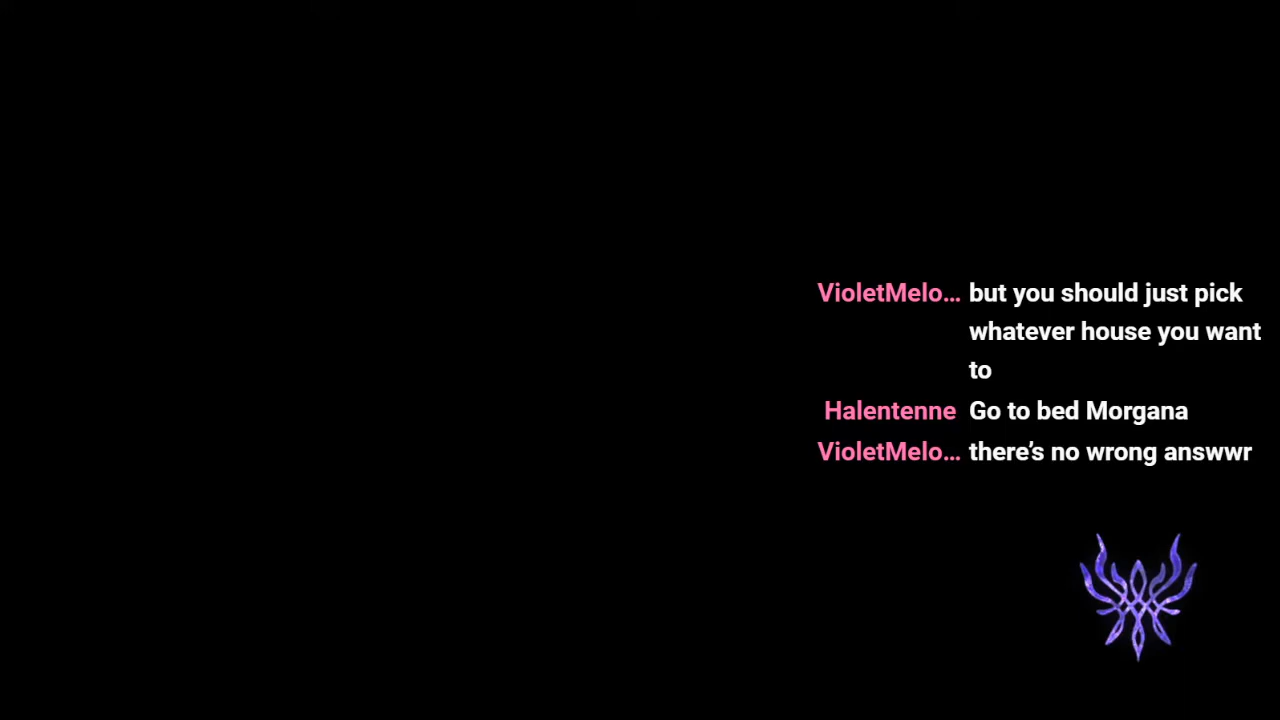 VioletMelo… but you should just pick
whatever house you want
to
Halentenne Go to bed Morgana
VioletMelo… there’s no wrong answwr